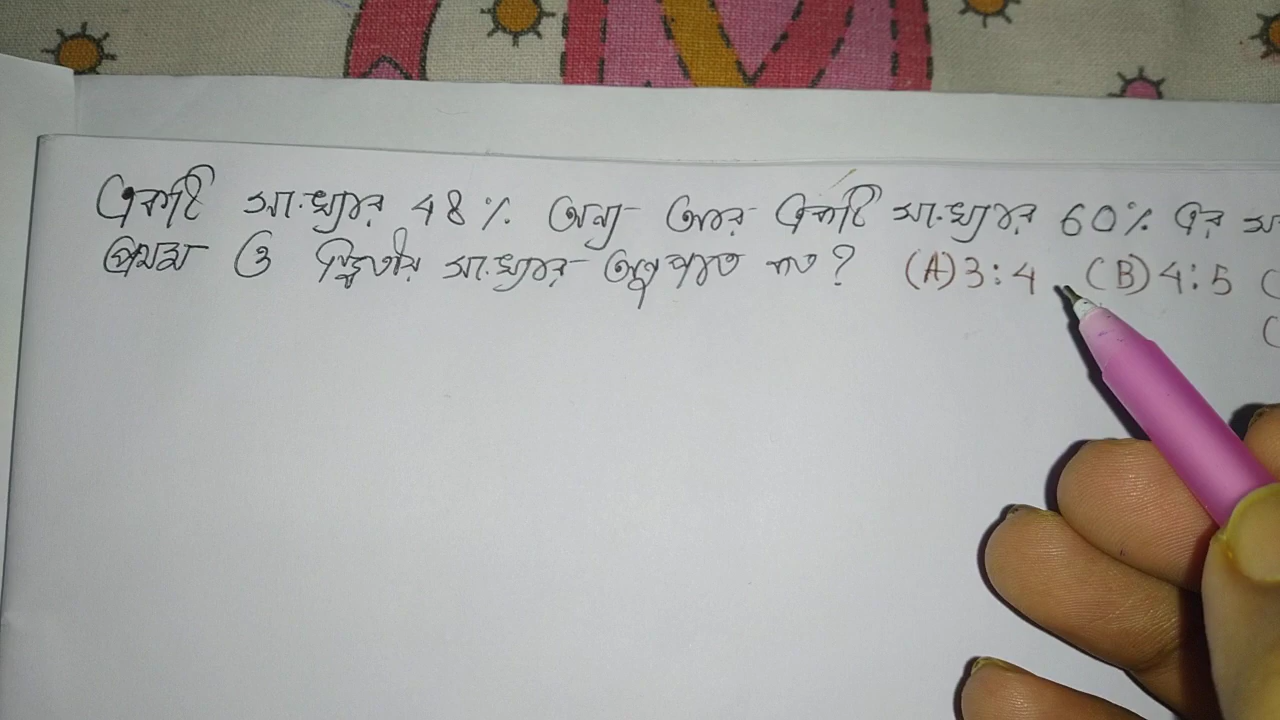 একটি সংখ্যার 48% অন্য আর একটি সংখ্যার 60% এর স
প্রথম ও দ্বিতীয় সংখ্যার অনুপাত কত? (A) 3:4 (B) 4:5 (
(